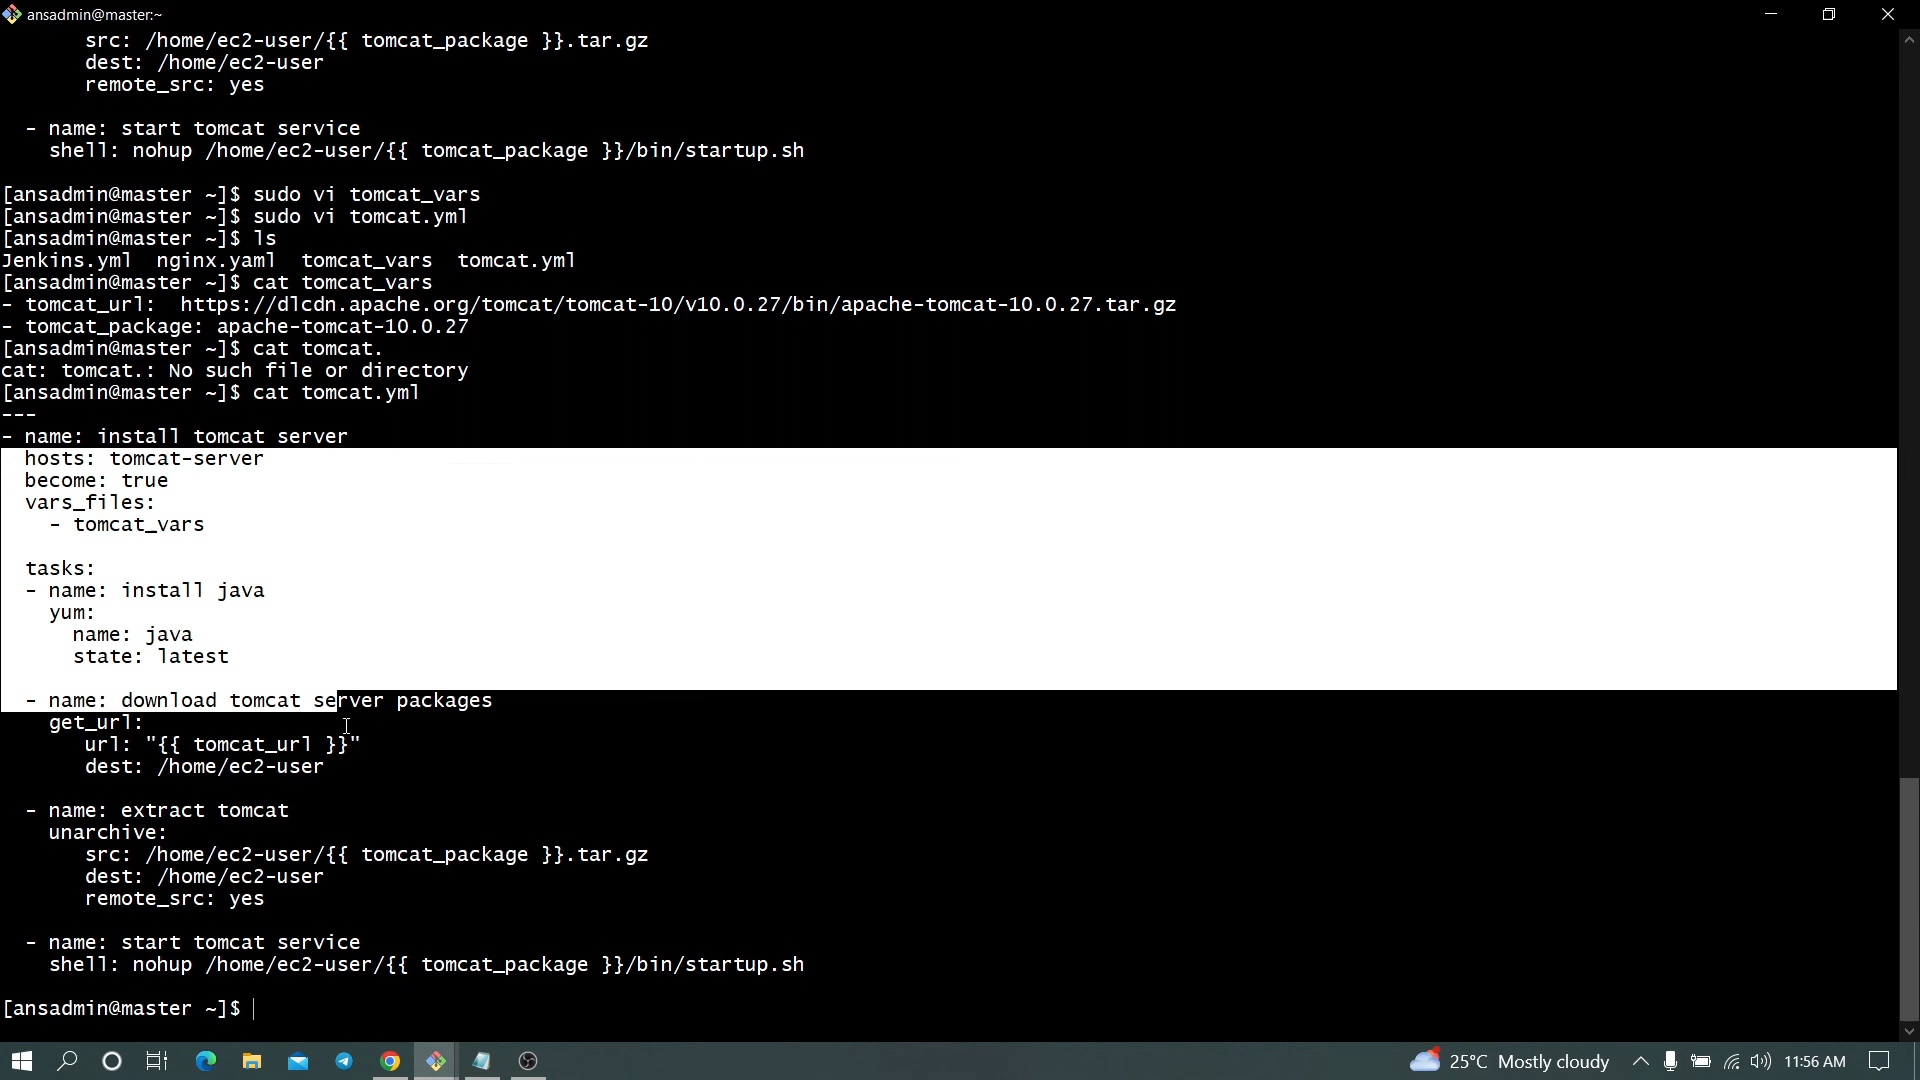 ansadmin@master:~
        src: /home/ec2-user/{{ tomcat_package }}.tar.gz
        dest: /home/ec2-user
        remote_src: yes
  - name: start tomcat service
    shell: nohup /home/ec2-user/{{ tomcat_package }}/bin/startup.sh
[ansadmin@master ~]$ sudo vi tomcat_vars
[ansadmin@master ~]$ sudo vi tomcat.yml
[ansadmin@master ~]$ ls
Jenkins.yml  nginx.yaml  tomcat_vars  tomcat.yml
[ansadmin@master ~]$ cat tomcat_vars
- tomcat_url:  https://dlcdn.apache.org/tomcat/tomcat-10/v10.0.27/bin/apache-tomcat-10.0.27.tar.gz
- tomcat_package: apache-tomcat-10.0.27
[ansadmin@master ~]$ cat tomcat.
cat: tomcat.: No such file or directory
[ansadmin@master ~]$ cat tomcat.yml
---
- name: install tomcat server
  hosts: tomcat-server
  become: true
  vars_files:
    - tomcat_vars
  tasks:
  - name: install java
    yum:
      name: java
      state: latest
  - name: download tomcat server packages
    get_url:
       url: "{{ tomcat_url }}"
       dest: /home/ec2-user
  - name: extract tomcat
    unarchive:
       src: /home/ec2-user/{{ tomcat_package }}.tar.gz
       dest: /home/ec2-user
       remote_src: yes
  - name: start tomcat service
    shell: nohup /home/ec2-user/{{ tomcat_package }}/bin/startup.sh
[ansadmin@master ~]$
25°C Mostly cloudy 11:56 AM